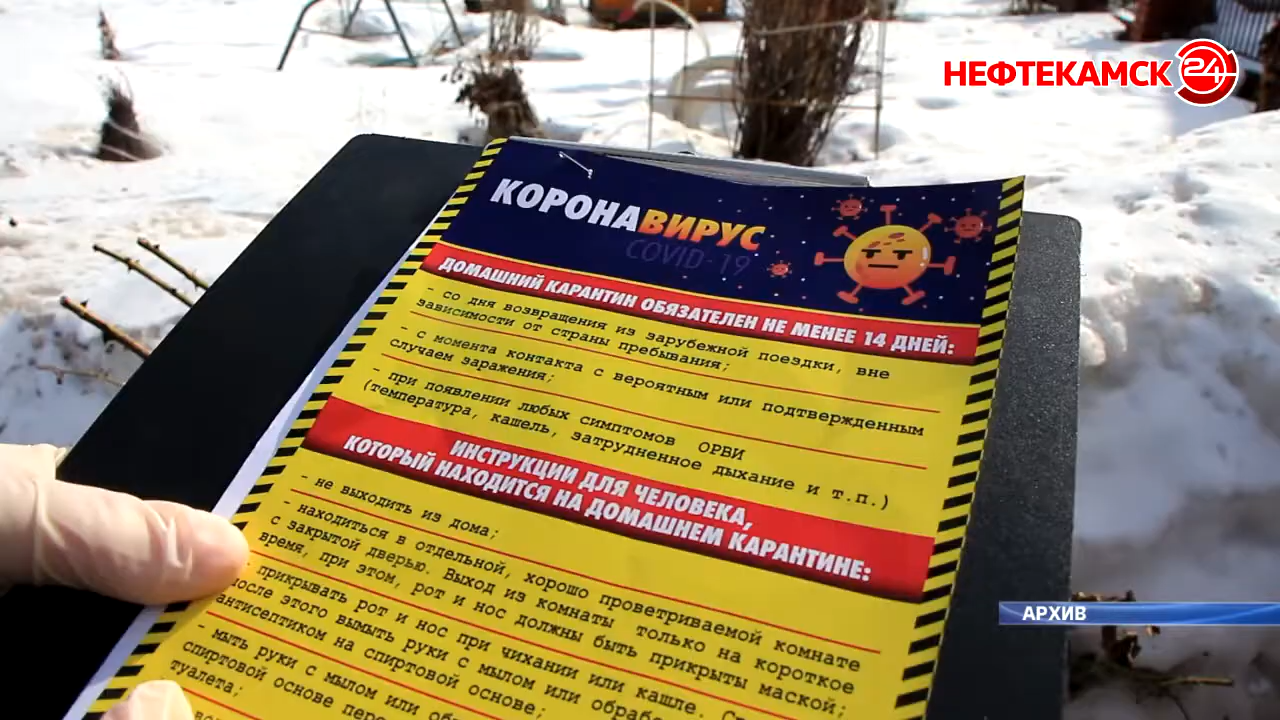 НЕФТЕКАМСК 24
КОРОНАВИРУС
COVID-19
ДОМАШНИЙ КАРАНТИН ОБЯЗАТЕЛЕН НЕ МЕНЕЕ 14 ДНЕЙ:
- со дня возвращения из зарубежной поездки, вне
зависимости от страны пребывания;
- с момента контакта с вероятным или подтвержденным
случаем заражения;
- при появлении любых симптомов ОРВИ
(температура, кашель, затрудненное дыхание и т.п.)
ИНСТРУКЦИИ ДЛЯ ЧЕЛОВЕКА,
КОТОРЫЙ НАХОДИТСЯ НА ДОМАШНЕМ КАРАНТИНЕ:
- не выходить из дома;
- находиться в отдельной, хорошо проветриваемой комнате
с закрытой дверью. Выход из комнаты только на короткое
время, при этом, рот и нос должны быть прикрыты маской;
прикрывать рот и нос при чихании или кашле.
после этого вымыть руки с мылом или
антисептиком на спиртовой основе;
- мыть руки с мылом или
спиртовой основе
туалета;
АРХИВ